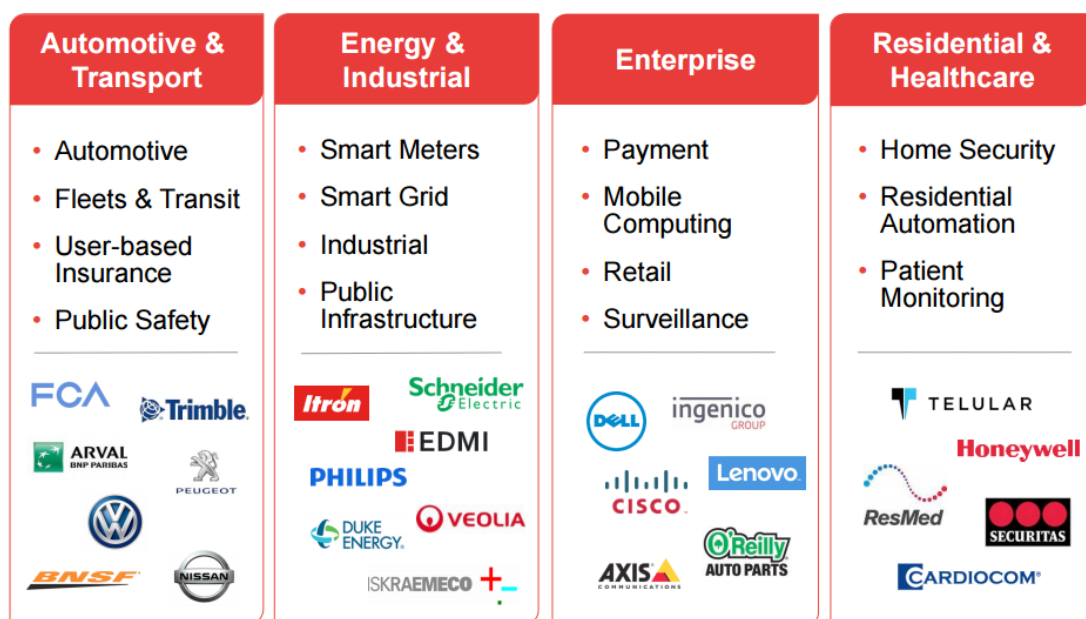 Automotive &
Transport
• Automotive
• Fleets & Transit
• User-based
Insurance
• Public Safety
FCA
Trimble.
ARVAL
BNP PARIBAS
PEUGEOT
VW
BNSF
NISSAN
Energy &
Industrial
• Smart Meters
• Smart Grid
• Industrial
• Public
Infrastructure
Itrón
Schneider
Electric
EDMI
PHILIPS
DUKE
ENERGY®
VEOLIA
ISKRAEMECO
Enterprise
• Payment
• Mobile
Computing
• Retail
• Surveillance
DELL
ingenico
GROUP
CISCO
Lenovo
O'Reilly
AUTO PARTS
AXIS
COMMUNICATIONS
Residential &
Healthcare
• Home Security
• Residential
Automation
• Patient
Monitoring
TELULAR
Honeywell
ResMed
SECURITAS
CARDIOCOM®